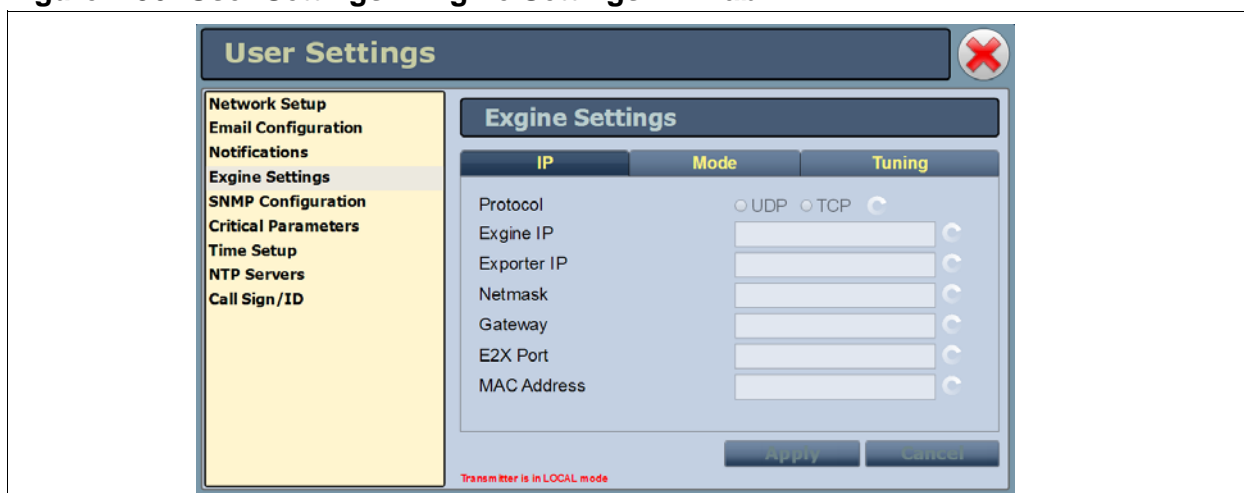 User Settings
Network Setup
Email Configuration
Notifications
Exgine Settings
SNMP Configuration
Critical Parameters
Time Setup
NTP Servers
Call Sign/ID
Exgine Settings
IP Mode Tuning
Protocol UDP TCP
Exgine IP
Exporter IP
Netmask
Gateway
E2X Port
MAC Address
Apply Cancel
Transmitter is in LOCAL mode